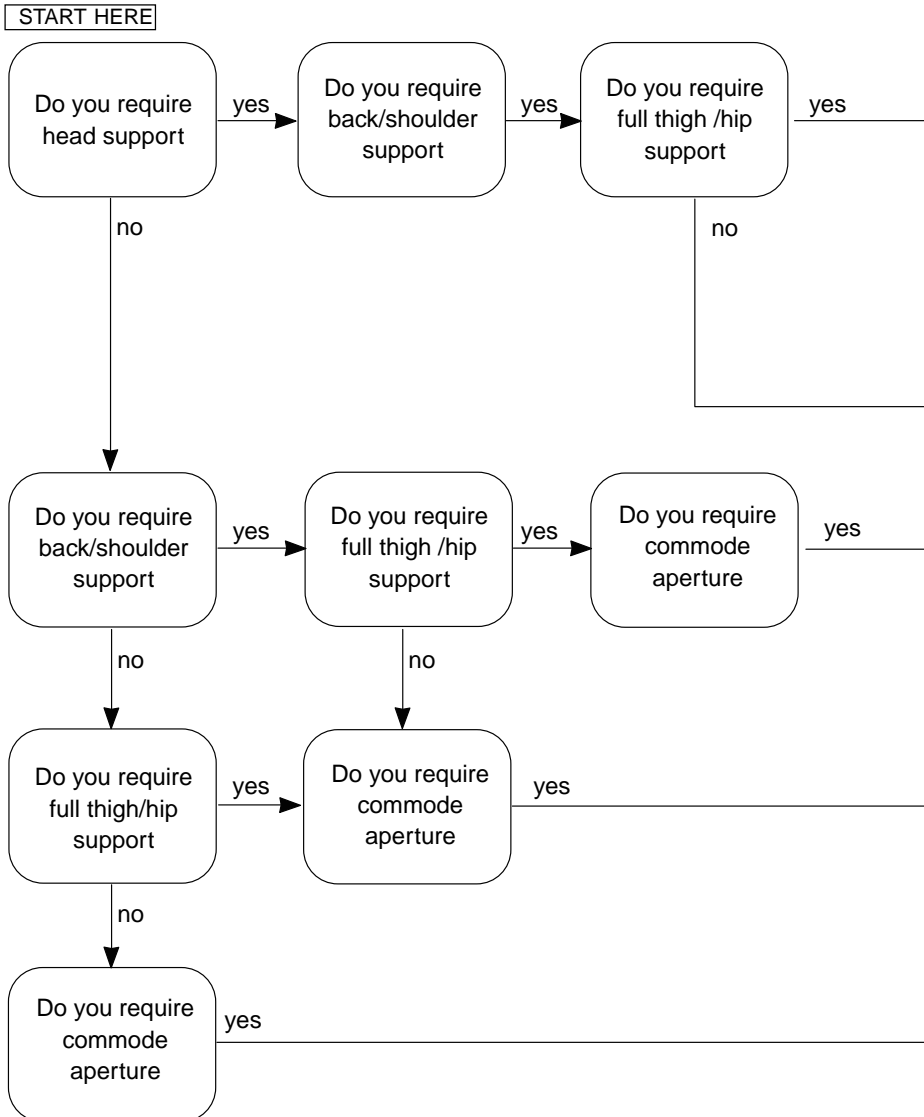 START HERE
Do you require
head support
yes
Do you require
back/shoulder
support
yes
Do you require
full thigh /hip
support
yes
no
no
Do you require
back/shoulder
support
yes
Do you require
full thigh /hip
support
yes
Do you require
commode
aperture
yes
no
no
Do you require
full thigh/hip
support
yes
Do you require
commode
aperture
yes
no
Do you require
commode
aperture
yes